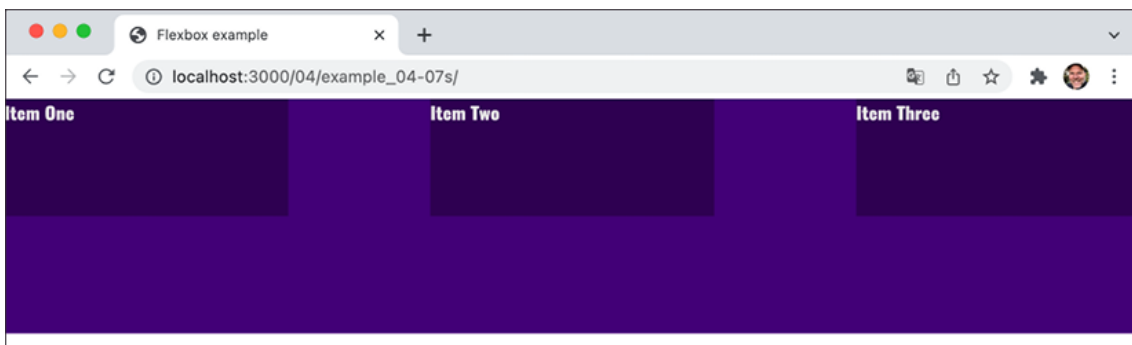 Flexbox example
localhost:3000/04/example_04-07s/
Item One
Item Two
Item Three